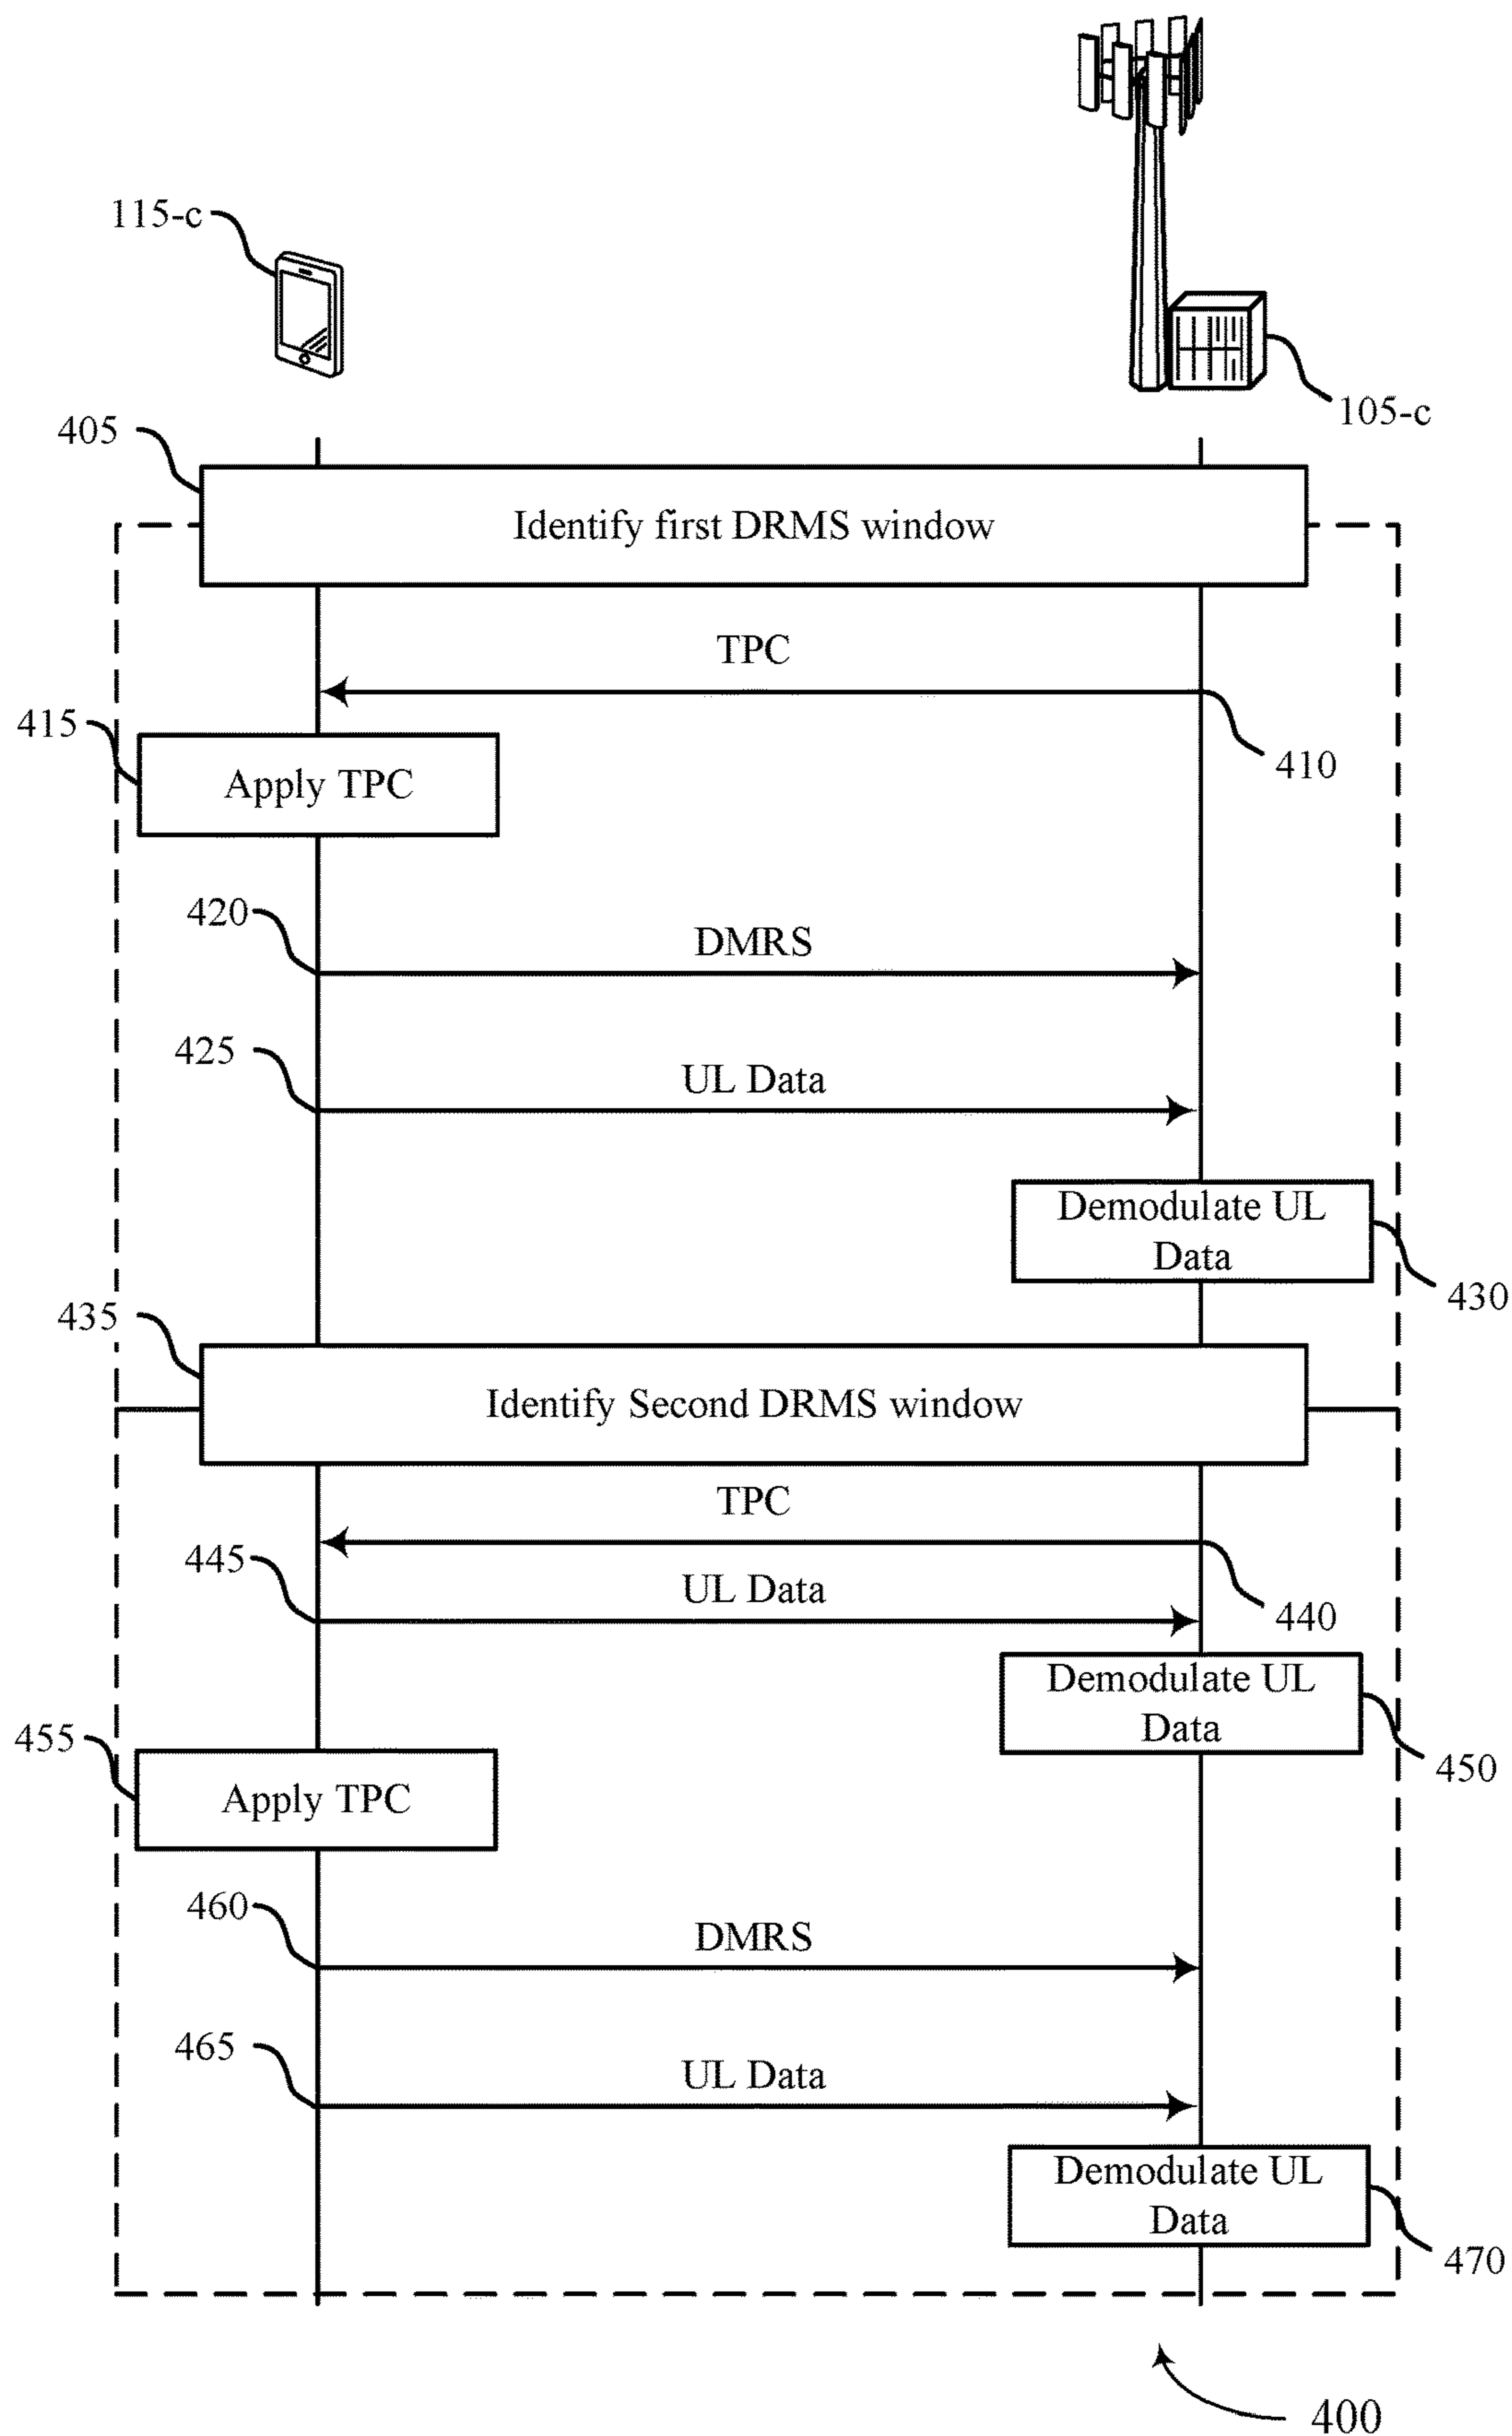 115-c
105-c
405
Identify first DRMS window
TPC
415
410
Apply TPC
420
DMRS
425
UL Data
Demodulate UL
Data
430
435
Identify Second DRMS window
TPC
445
UL Data
440
Demodulate UL
Data
455
450
Apply TPC
460
DMRS
465
UL Data
Demodulate UL
Data
470
400